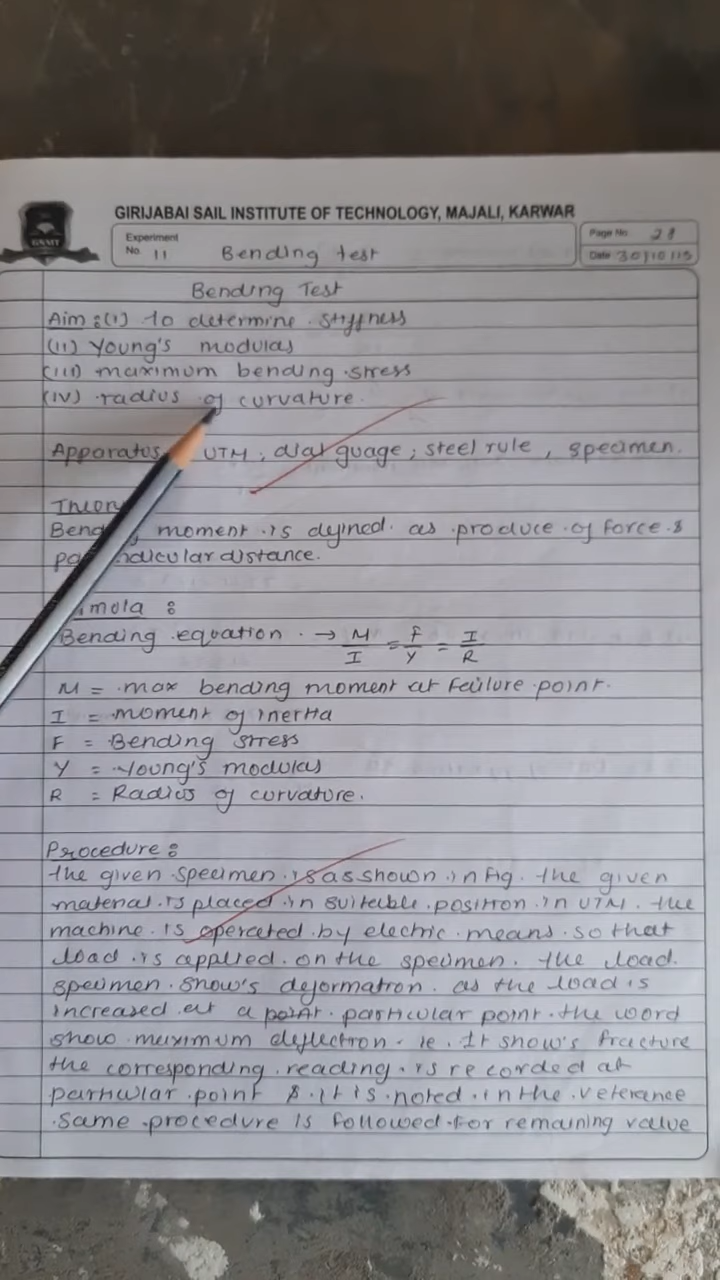 GIRIJABAI SAIL INSTITUTE OF TECHNOLOGY, MAJALI, KARWAR
Experiment No. 11 Bending test
Page No 28
Date 30/10/15
Bending Test
Aim :(i) to determine stiffness
(ii) Young's modulas
(iii) maximum bending stress
(iv) radius of curvature.
Apparatus UTM, dial guage, steel rule, specimen.
Theory
moment is defined as produce of force &
distance.
Bending equation → M/I = F/Y = I/R
M = max bending moment at failure point.
I = moment of inertia
F = Bending stress
Y = Young's modulas
R = Radius of curvature.
Procedure :
the given specimen is as shown in fig. the given
material is placed in suitable position in UTM. the
machine is operated by electric means so that
load is applied on the specimen. the load
specimen show's deformation as the load is
increased at a point particular point the word
show maximum deflection ie. It show's fracture
the corresponding reading is recorded at
particular point & it is noted in the
same procedure is followed for remaining value